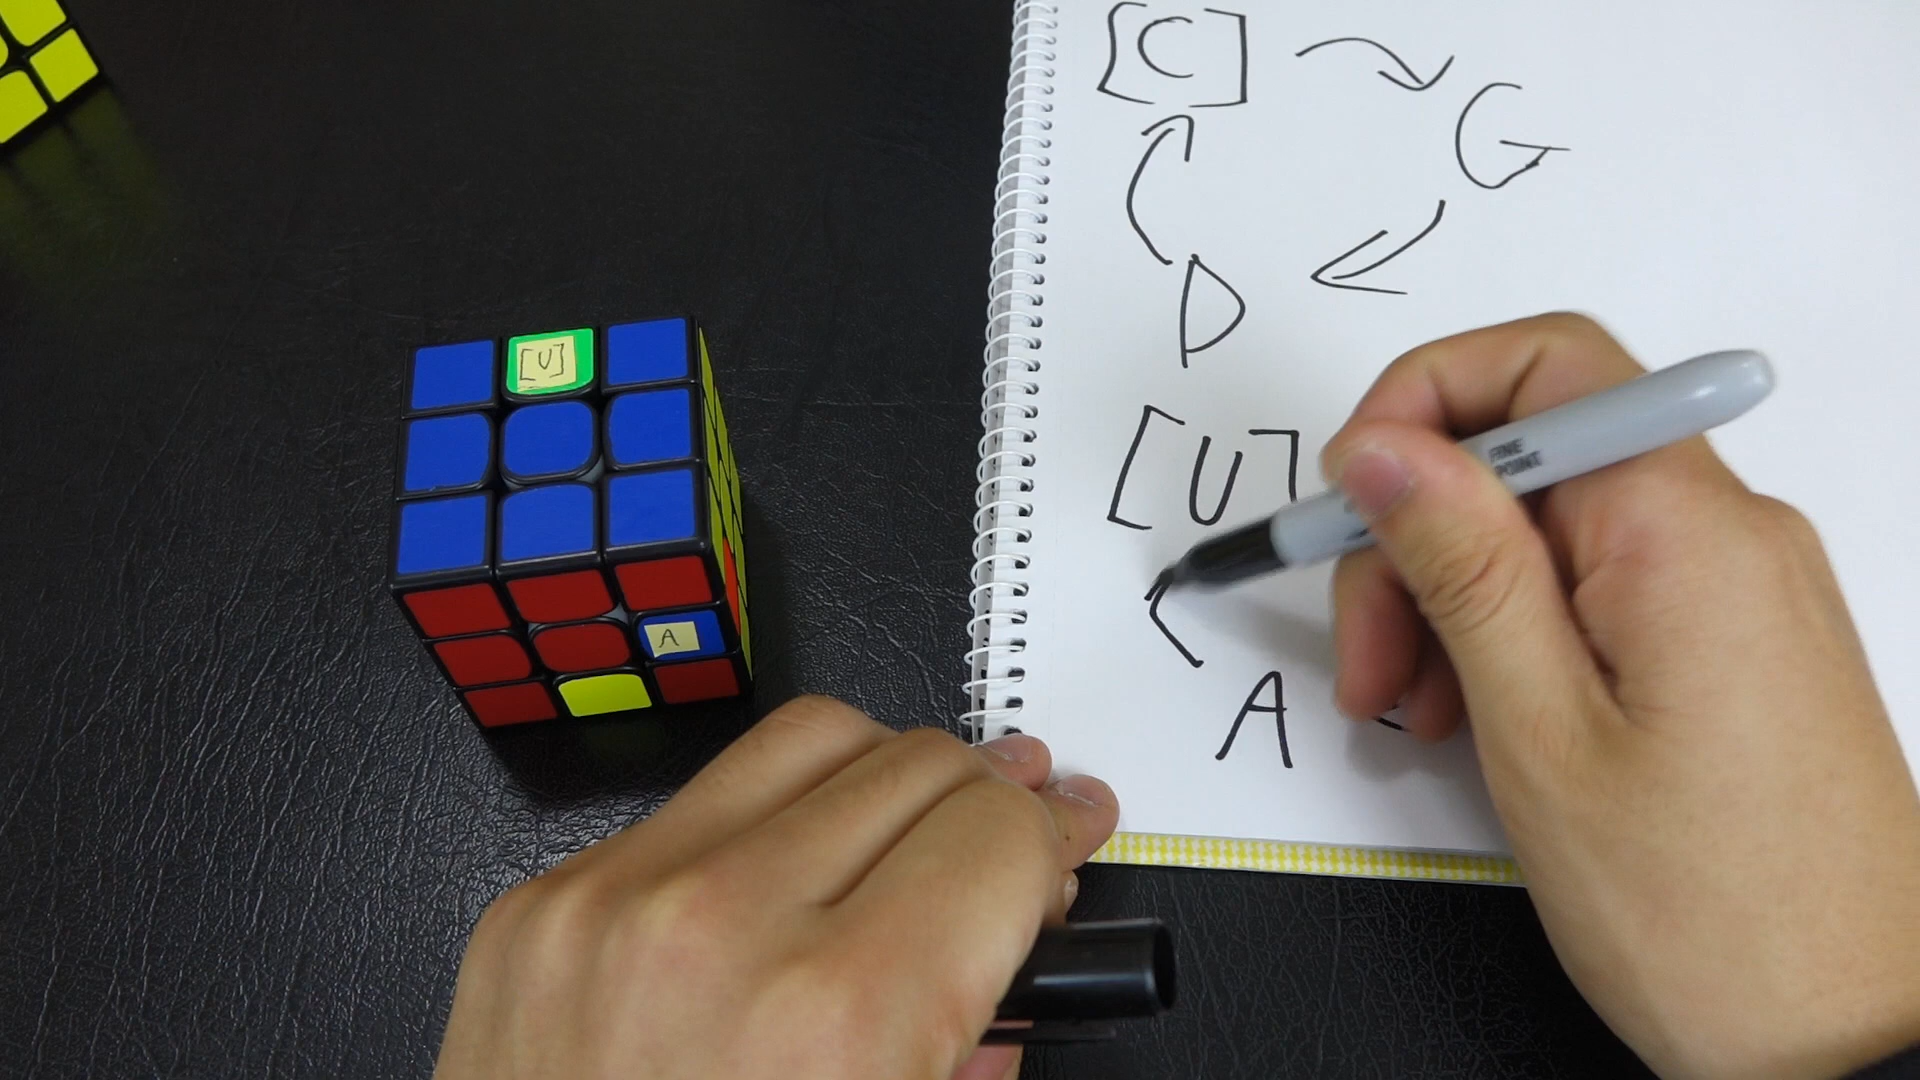 [C]
G
D
[U]
A
[U]
A
FINE
POINT